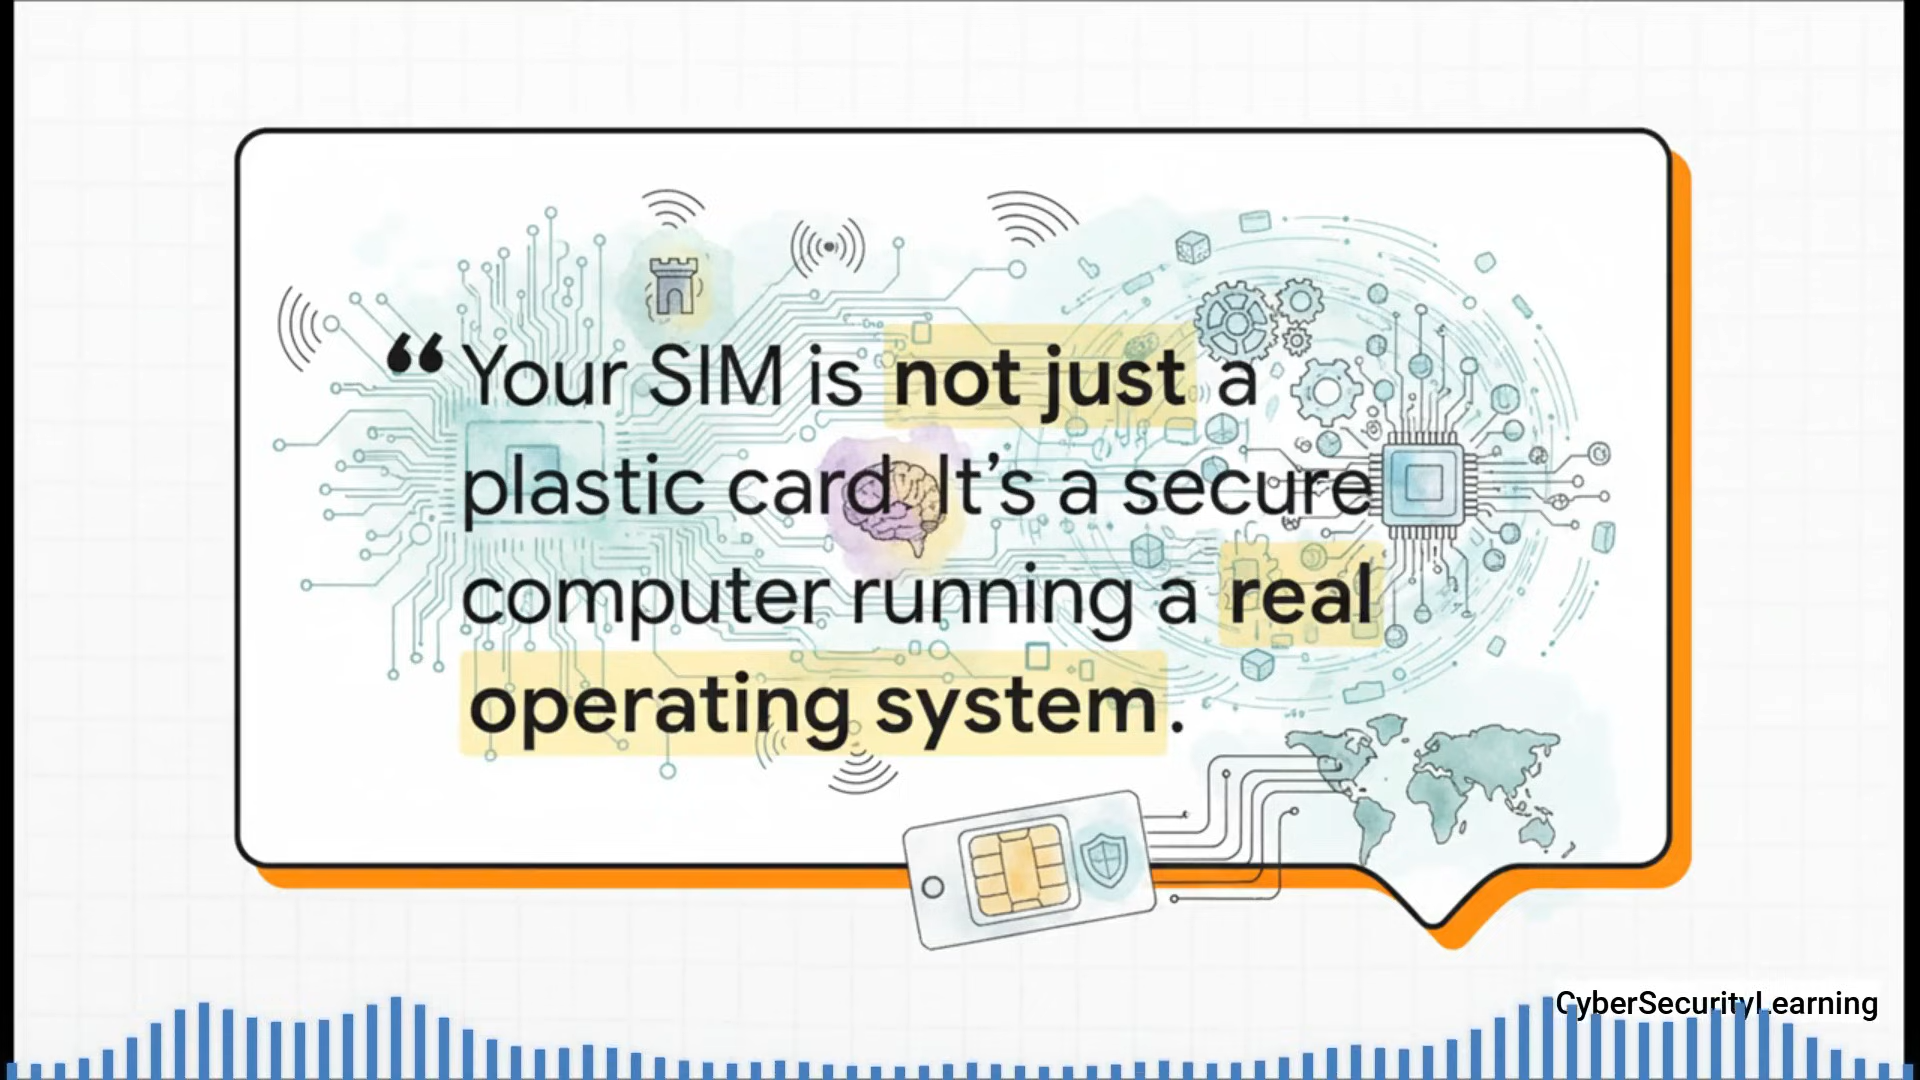 “Your SIM is not just a
plastic card. It’s a secure
computer running a real
operating system.
CyberSecurityLearning